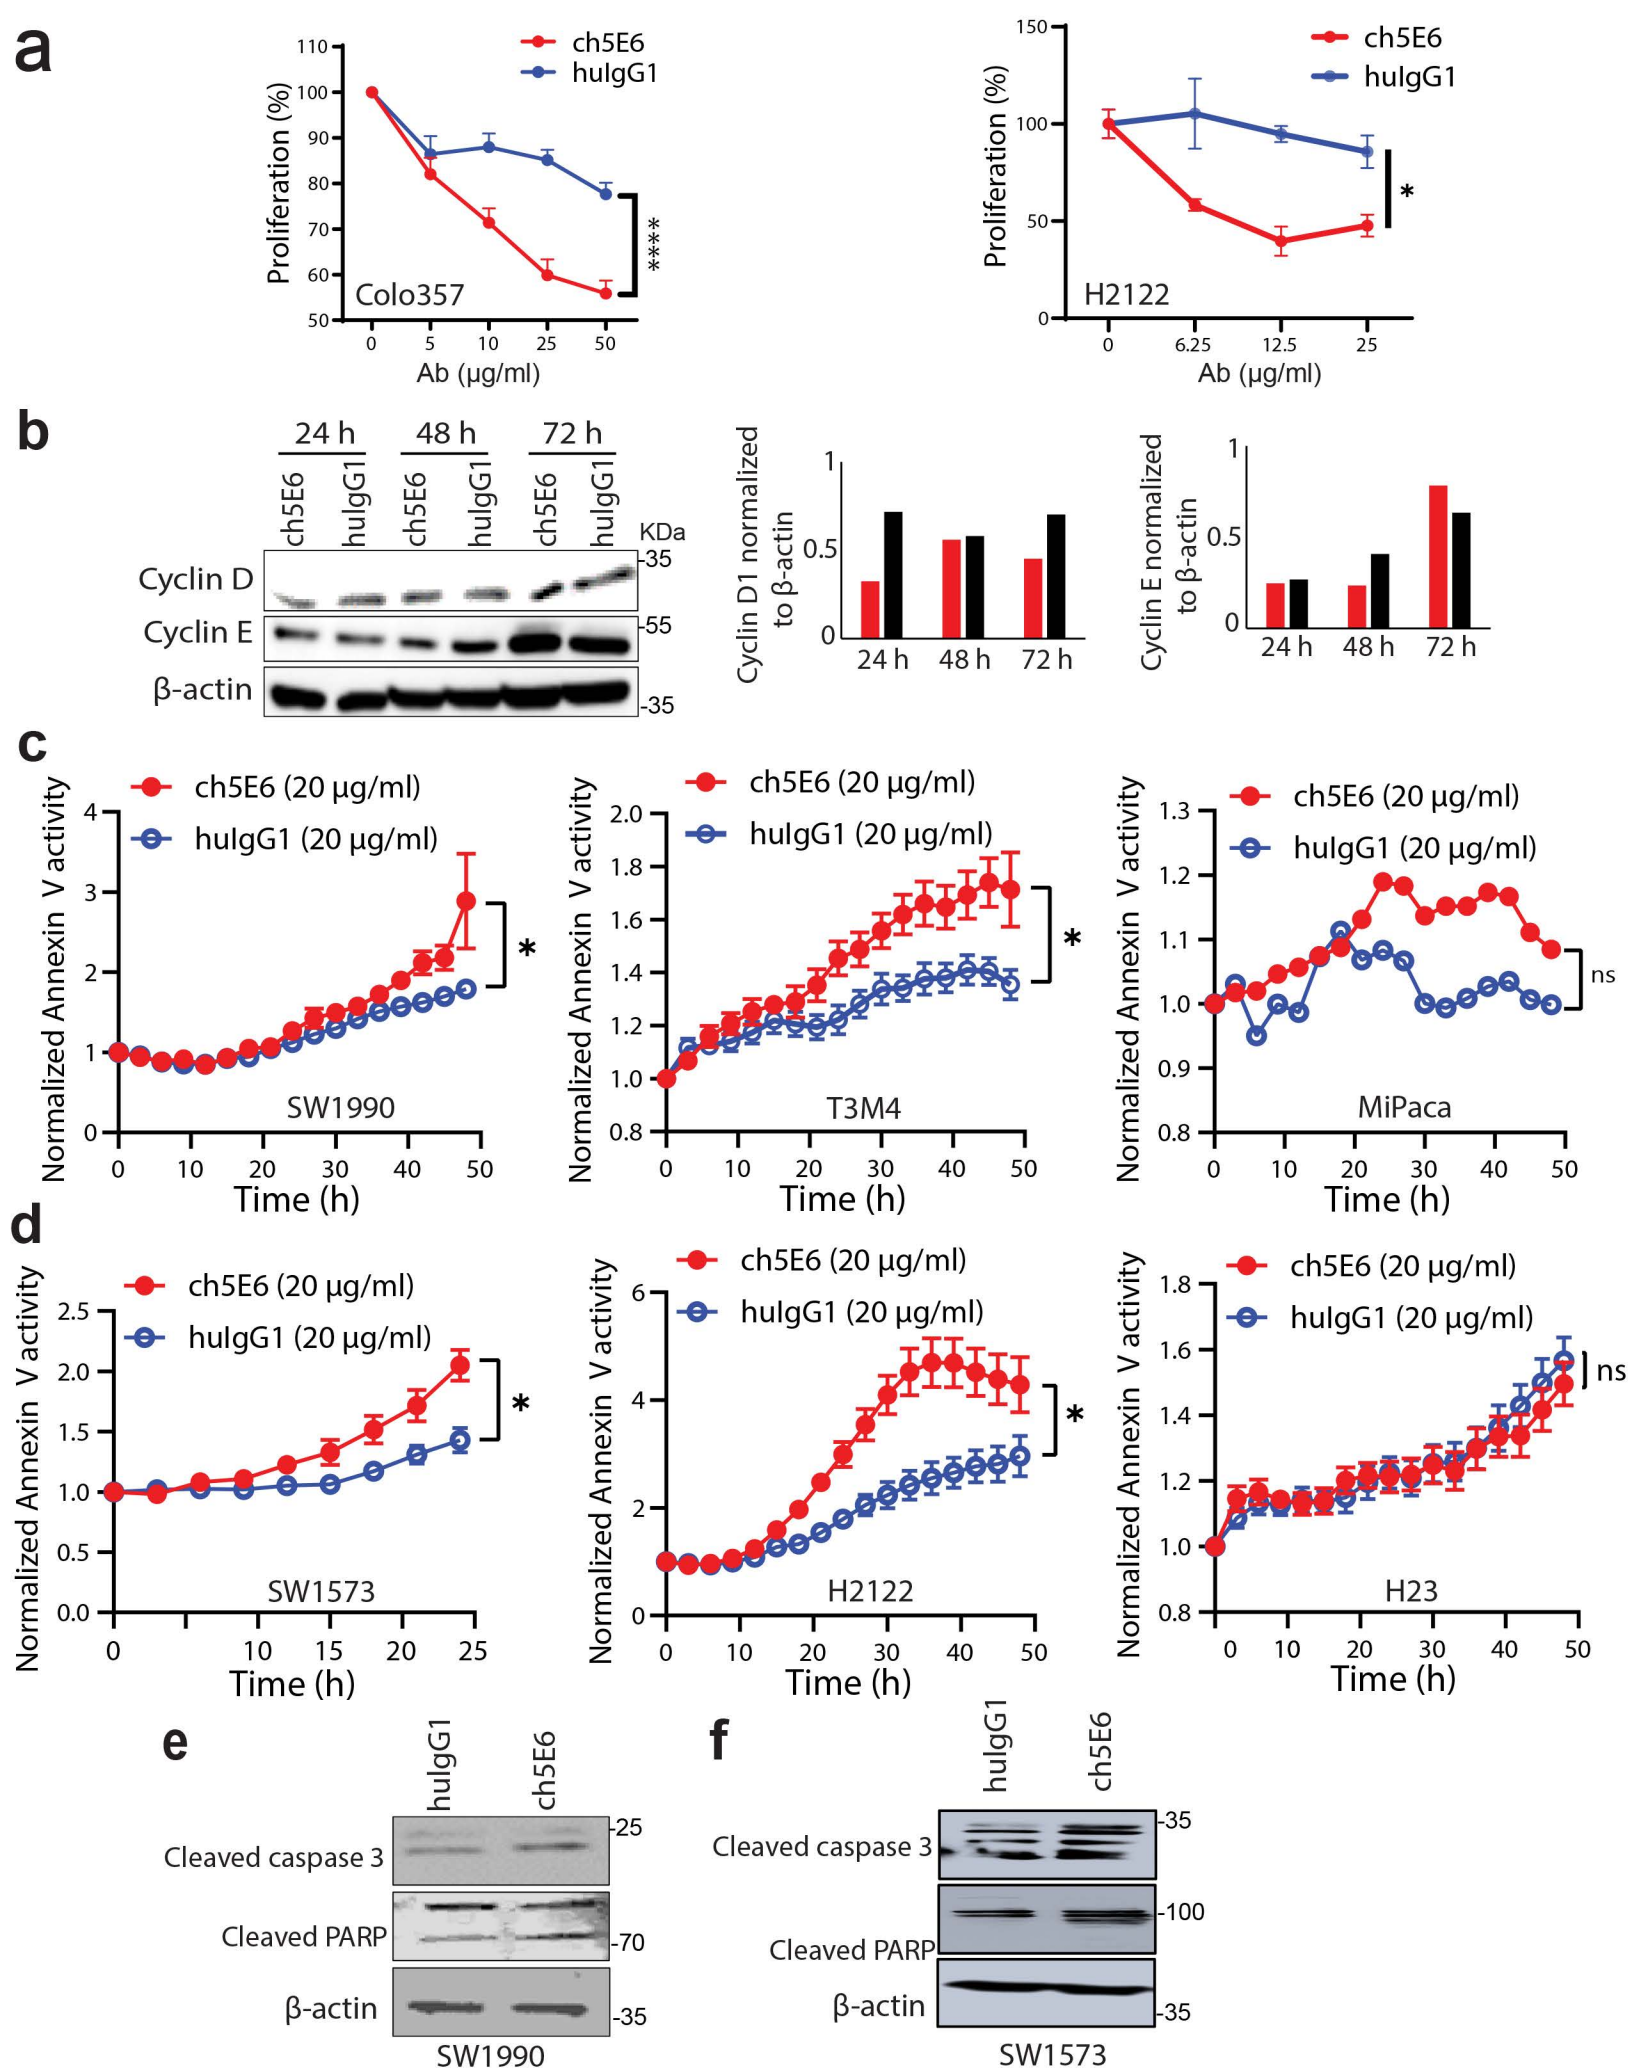 a
110
100
90
80
70
60
50
Proliferation (%)
ch5E6
huIgG1
****
Colo357
0 5 10 25 50
Ab (µg/ml)
150
100
50
0
Proliferation (%)
ch5E6
huIgG1
*
H2122
0 6.25 12.5 25
Ab (µg/ml)
b
24 h 48 h 72 h
ch5E6 huIgG1 ch5E6 huIgG1 ch5E6 huIgG1
KDa
Cyclin D
-35
Cyclin E
-55
β-actin
-35
Cyclin D1 normalized
to β-actin
1
0.5
0
24 h 48 h 72 h
Cyclin E normalized
to β-actin
1
0.5
0
24 h 48 h 72 h
c
Normalized Annexin V activity
ch5E6 (20 µg/ml)
huIgG1 (20 µg/ml)
4
3
2
1
0
*
SW1990
0 10 20 30 40 50
Time (h)
Normalized Annexin V activity
ch5E6 (20 µg/ml)
huIgG1 (20 µg/ml)
2.0
1.8
1.6
1.4
1.2
1.0
0.8
*
T3M4
0 10 20 30 40 50
Time (h)
Normalized Annexin V activity
ch5E6 (20 µg/ml)
huIgG1 (20 µg/ml)
1.3
1.2
1.1
1.0
0.9
0.8
ns
MiPaca
0 10 20 30 40 50
Time (h)
d
Normalized Annexin V activity
ch5E6 (20 µg/ml)
huIgG1 (20 µg/ml)
2.5
2.0
1.5
1.0
0.5
0.0
*
SW1573
0 10 15 20 25
Time (h)
Normalized Annexin V activity
ch5E6 (20 µg/ml)
huIgG1 (20 µg/ml)
6
4
2
0
*
H2122
0 10 20 30 40 50
Time (h)
Normalized Annexin V activity
ch5E6 (20 µg/ml)
huIgG1 (20 µg/ml)
1.8
1.6
1.4
1.2
1.0
0.8
ns
H23
0 10 20 30 40 50
Time (h)
e
huIgG1 ch5E6
Cleaved caspase 3
-25
Cleaved PARP
-70
β-actin
-35
SW1990
f
huIgG1 ch5E6
Cleaved caspase 3
-35
-100
Cleaved PARP
β-actin
-35
SW1573